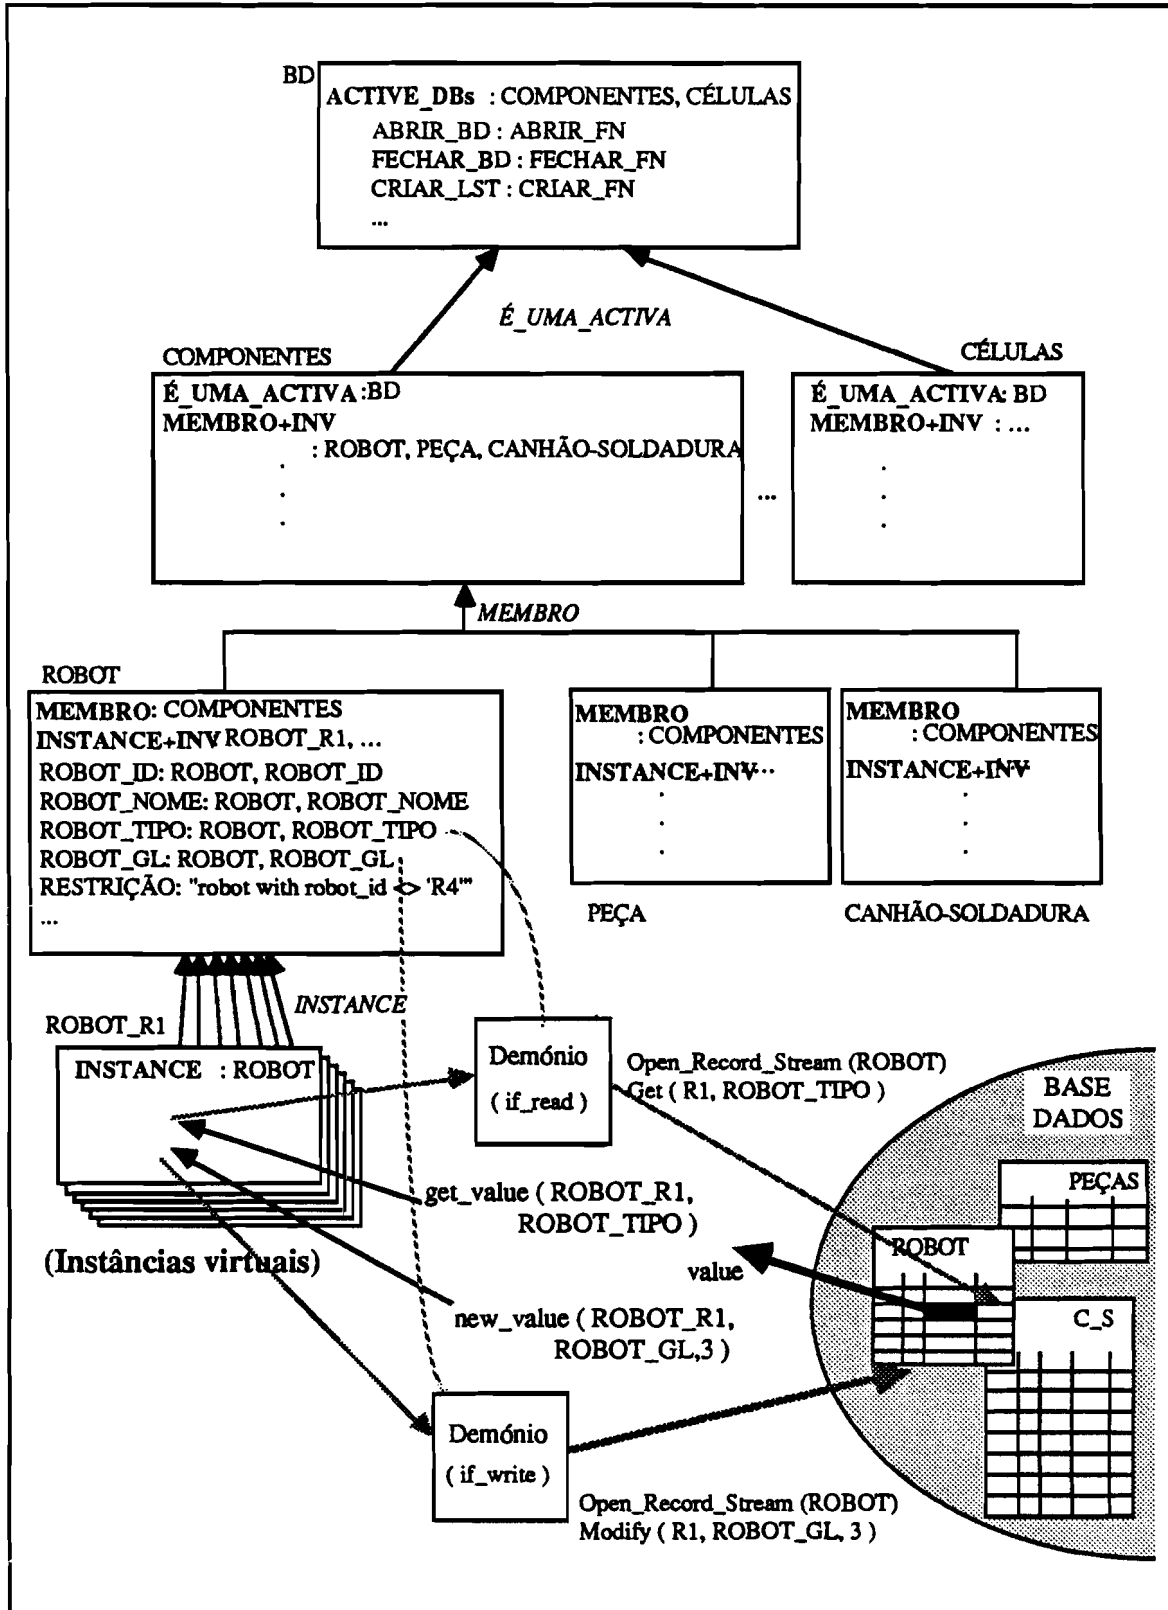 BD
ACTIVE_DBs : COMPONENTES, CÉLULAS
ABRIR_BD : ABRIR_FN
FECHAR_BD : FECHAR_FN
CRIAR_LST : CRIAR_FN
...
É_UMA_ACTIVA
COMPONENTES
É_UMA_ACTIVA :BD
MEMBRO+INV
: ROBOT, PEÇA, CANHÃO-SOLDADURA
...
CÉLULAS
É_UMA_ACTIVA: BD
MEMBRO+INV : ...
MEMBRO
ROBOT
MEMBRO: COMPONENTES
INSTANCE+INV ROBOT_R1, ...
ROBOT_ID: ROBOT, ROBOT_ID
ROBOT_NOME: ROBOT, ROBOT_NOME
ROBOT_TIPO: ROBOT, ROBOT_TIPO
ROBOT_GL: ROBOT, ROBOT_GL
RESTRIÇÃO: "robot with robot_id <> 'R4'"
...
MEMBRO
: COMPONENTES
INSTANCE+INV...
PEÇA
MEMBRO
: COMPONENTES
INSTANCE+INV
CANHÃO-SOLDADURA
INSTANCE
ROBOT_R1
INSTANCE : ROBOT
(Instâncias virtuais)
Demónio
( if_read )
Open_Record_Stream (ROBOT)
Get ( R1, ROBOT_TIPO )
get_value ( ROBOT_R1,
ROBOT_TIPO )
value
new_value ( ROBOT_R1,
ROBOT_GL,3 )
Demónio
( if_write )
Open_Record_Stream (ROBOT)
Modify ( R1, ROBOT_GL, 3 )
BASE
DADOS
PEÇAS
ROBOT
C_S